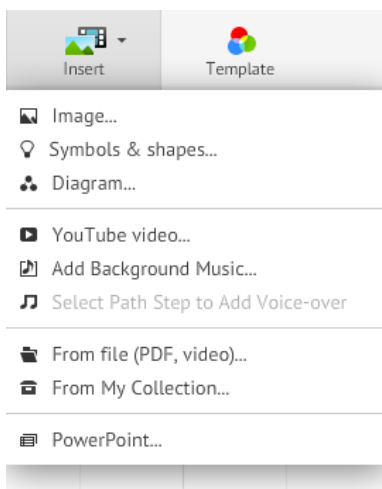 Insert
Template
Image...
Symbols & shapes...
Diagram...
YouTube video...
Add Background Music...
Select Path Step to Add Voice-over
From file (PDF, video)...
From My Collection...
PowerPoint...